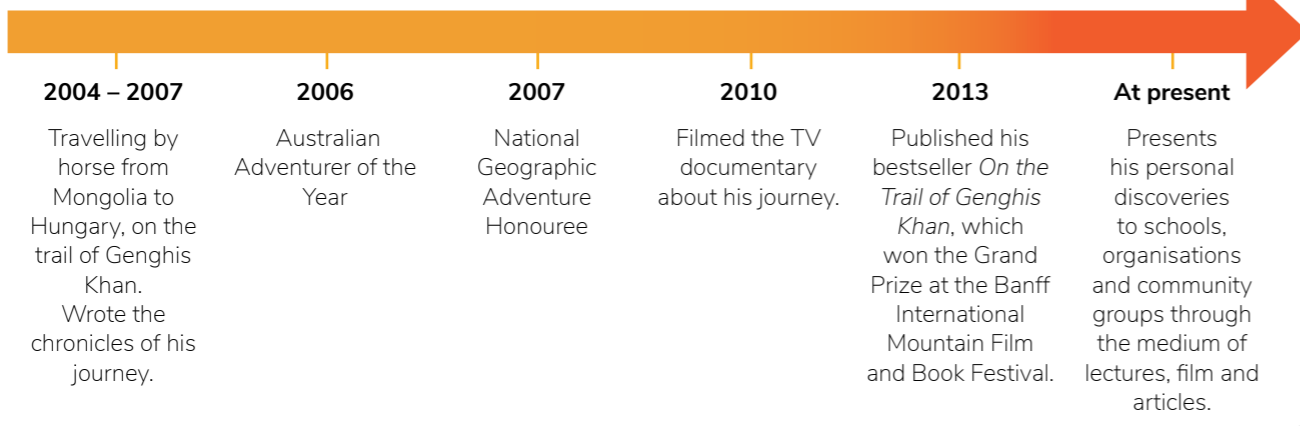 2004 – 2007
Travelling by
horse from
Mongolia to
Hungary, on the
trail of Genghis
Khan.
Wrote the
chronicles of his
journey.
2006
Australian
Adventurer of the
Year
2007
National
Geographic
Adventure
Honouree
2010
Filmed the TV
documentary
about his journey.
2013
Published his
bestseller On the
Trail of Genghis
Khan, which
won the Grand
Prize at the Banff
International
Mountain Film
and Book Festival.
At present
Presents
his personal
discoveries
to schools,
organisations
and community
groups through
the medium of
lectures, film and
articles.